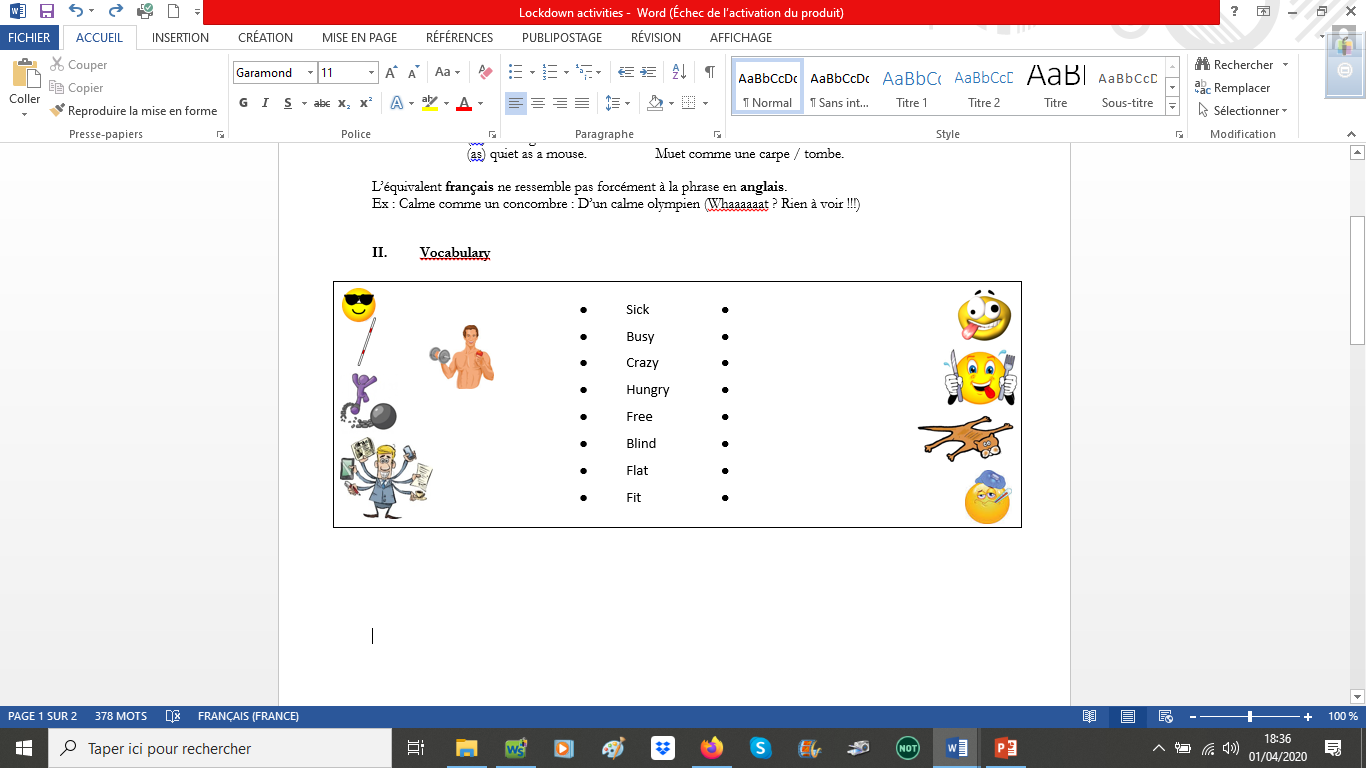 Lockdown activities - Word (Échec de l'activation du produit)
FICHIER ACCUEIL INSERTION CRÉATION MISE EN PAGE RÉFÉRENCES PUBLIPOSTAGE RÉVISION AFFICHAGE
Coller
Couper
Copier
Reproduire la mise en forme
Presse-papiers
Garamond 11
G I S abc x₂ x²
Police
Paragraphe
AaBbCcDc AaBbCcDc AaBbCc AaBbCcD AaBl AaBbCcD
¶ Normal ¶ Sans int... Titre 1 Titre 2 Titre Sous-titre
Style
Rechercher
Remplacer
Sélectionner
Modification
(as) quiet as a mouse. Muet comme une carpe / tombe.
L'équivalent français ne ressemble pas forcément à la phrase en anglais.
Ex : Calme comme un concombre : D'un calme olympien (Whaaaaaat ? Rien à voir !!!)
II. Vocabulary
• Sick •
• Busy •
• Crazy •
• Hungry •
• Free •
• Blind •
• Flat •
• Fit •
PAGE 1 SUR 2 378 MOTS FRANÇAIS (FRANCE) 100 %
Taper ici pour rechercher
NOT
18:36
01/04/2020